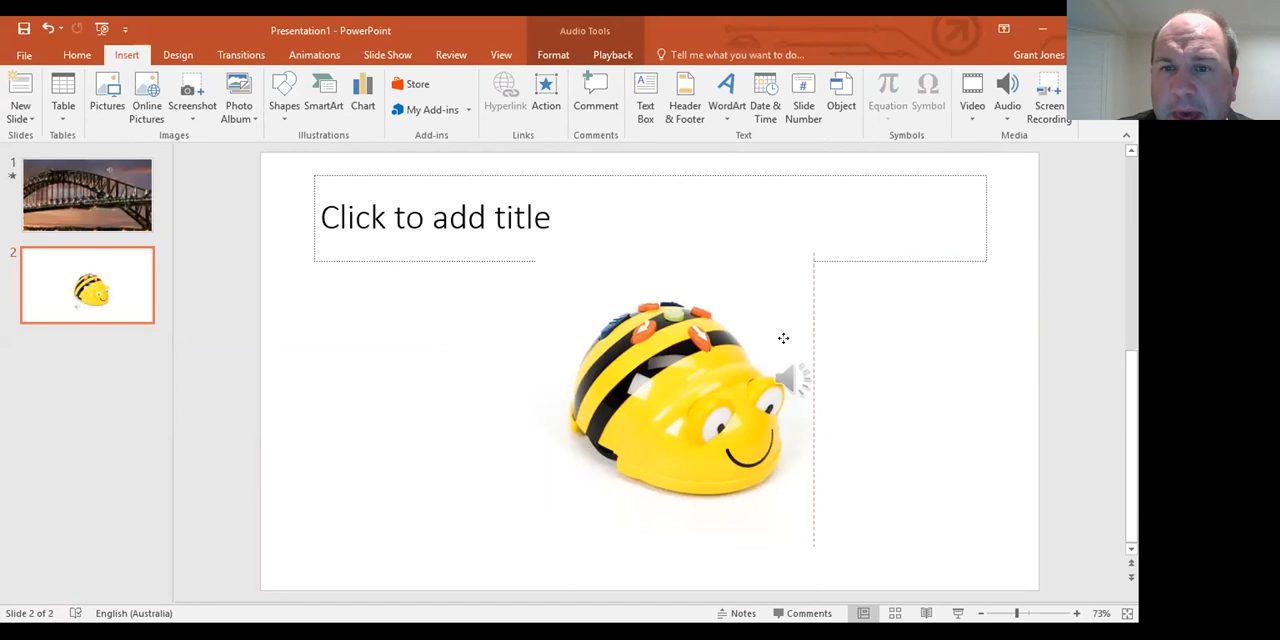 Presentation1 - PowerPoint
Audio Tools
File Home Insert Design Transitions Animations Slide Show Review View Format Playback Tell me what you want to do... Grant Jones
New Slide
Table
Pictures
Online Pictures
Screenshot
Photo Album
Shapes
SmartArt
Chart
Store
My Add-ins
Hyperlink
Action
Comment
Text Box
Header & Footer
WordArt
Date & Time
Slide Number
Object
Equation
Symbol
Video
Audio
Screen Recording
Slides Tables Images Illustrations Add-ins Links Comments Text Symbols Media
1
2
Click to add title
Slide 2 of 2 English (Australia) Notes Comments 73%